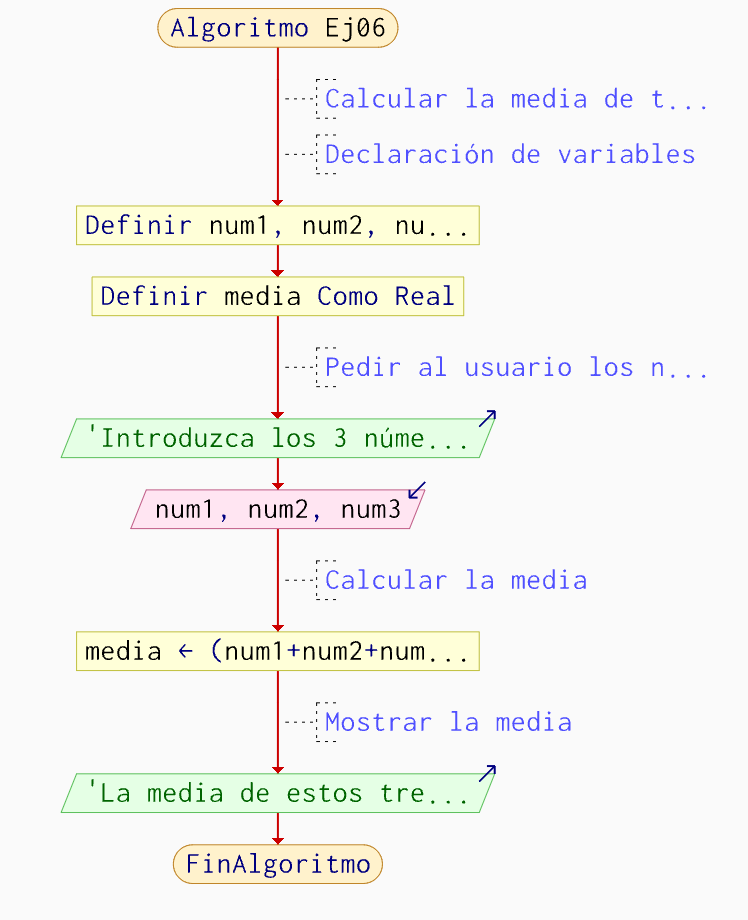 Algoritmo Ej06
Calcular la media de t...
Declaración de variables
Definir num1, num2, nu...
Definir media Como Real
Pedir al usuario los n...
'Introduzca los 3 núme...
num1, num2, num3
Calcular la media
media ← (num1+num2+num...
Mostrar la media
'La media de estos tre...
FinAlgoritmo